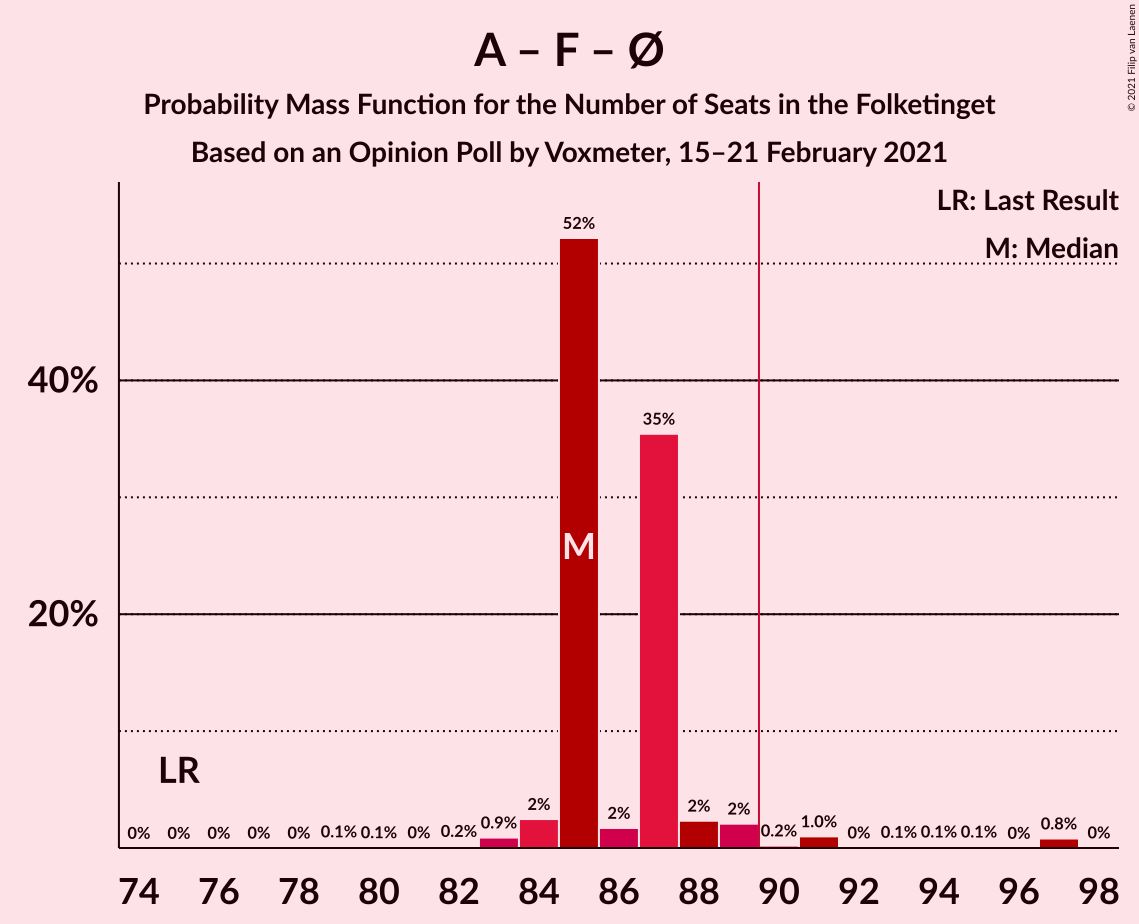 A – F – Ø
Probability Mass Function for the Number of Seats in the Folketinget
Based on an Opinion Poll by Voxmeter, 15–21 February 2021
© 2021 Filip van Laenen
LR: Last Result
M: Median
52%
40%
35%
M
20%
LR
0% 0% 0% 0% 0% 0.1% 0.1% 0% 0.2% 0.9% 2% 2% 2% 2% 0.2% 1.0% 0% 0.1% 0.1% 0.1% 0% 0.8% 0%
74 76 78 80 82 84 86 88 90 92 94 96 98